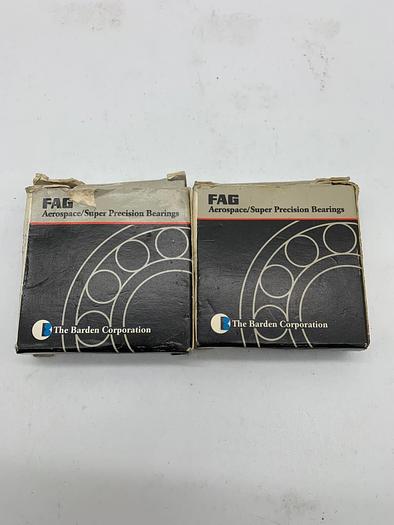 FAG
Aerospace/Super Precision Bearings
The Barden Corporation
FAG
Aerospace/Super Precision Bearings
The Barden Corporation